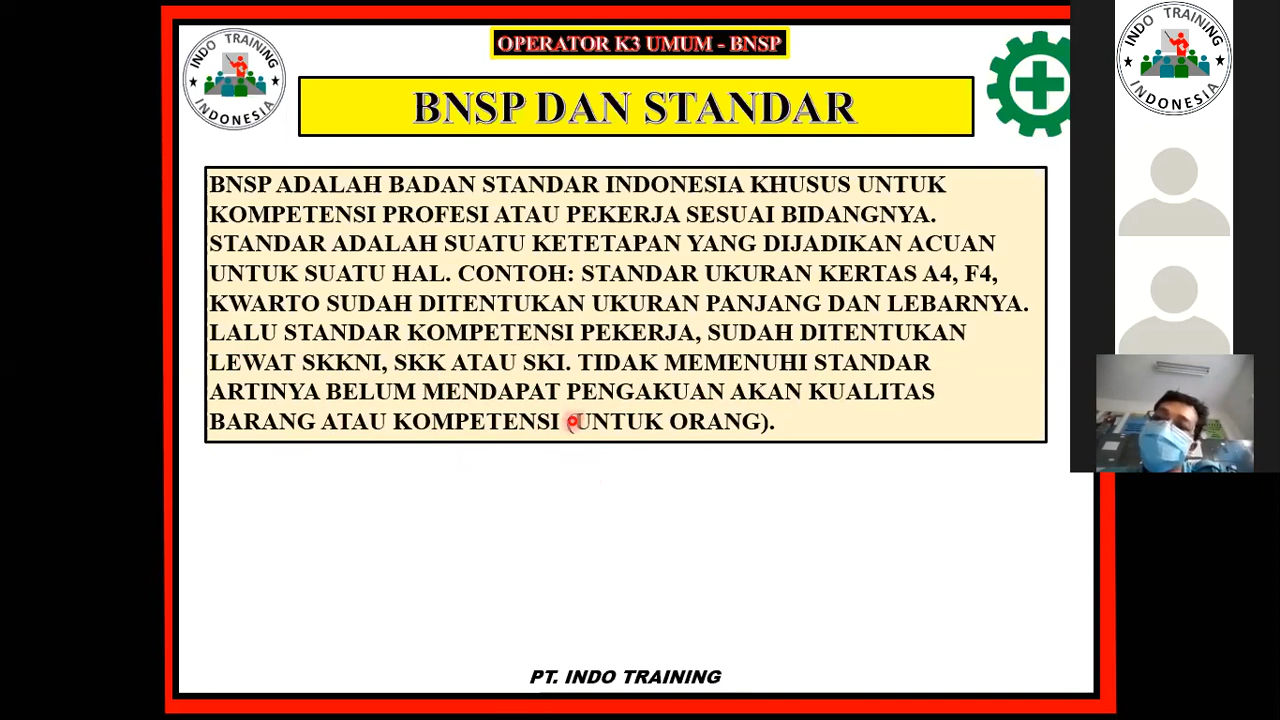 OPERATOR K3 UMUM - BNSP
INDO TRAINING
INDONESIA
BNSP DAN STANDAR
INDO TRAINING
INDONESIA
BNSP ADALAH BADAN STANDAR INDONESIA KHUSUS UNTUK
KOMPETENSI PROFESI ATAU PEKERJA SESUAI BIDANGNYA.
STANDAR ADALAH SUATU KETETAPAN YANG DIJADIKAN ACUAN
UNTUK SUATU HAL. CONTOH: STANDAR UKURAN KERTAS A4, F4,
KWARTO SUDAH DITENTUKAN UKURAN PANJANG DAN LEBARNYA.
LALU STANDAR KOMPETENSI PEKERJA, SUDAH DITENTUKAN
LEWAT SKKNI, SKK ATAU SKI. TIDAK MEMENUHI STANDAR
ARTINYA BELUM MENDAPAT PENGAKUAN AKAN KUALITAS
BARANG ATAU KOMPETENSI (UNTUK ORANG).
PT. INDO TRAINING